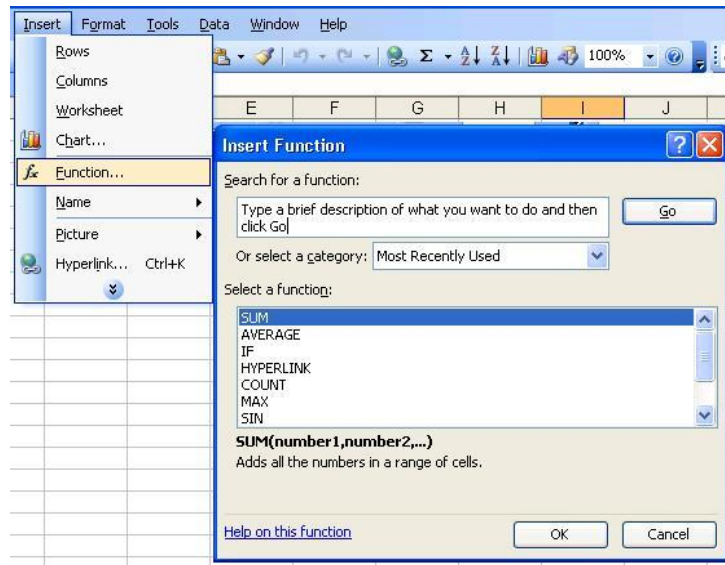 Insert Format Tools Data Window Help
Rows
Columns
Worksheet
Chart...
Function...
Name
Picture
Hyperlink... Ctrl+K
Σ 100%
E F G H I J
Insert Function
Search for a function:
Type a brief description of what you want to do and then
click Go
Go
Or select a category: Most Recently Used
Select a function:
SUM
AVERAGE
IF
HYPERLINK
COUNT
MAX
SIN
SUM(number1,number2,...)
Adds all the numbers in a range of cells.
Help on this function
OK Cancel